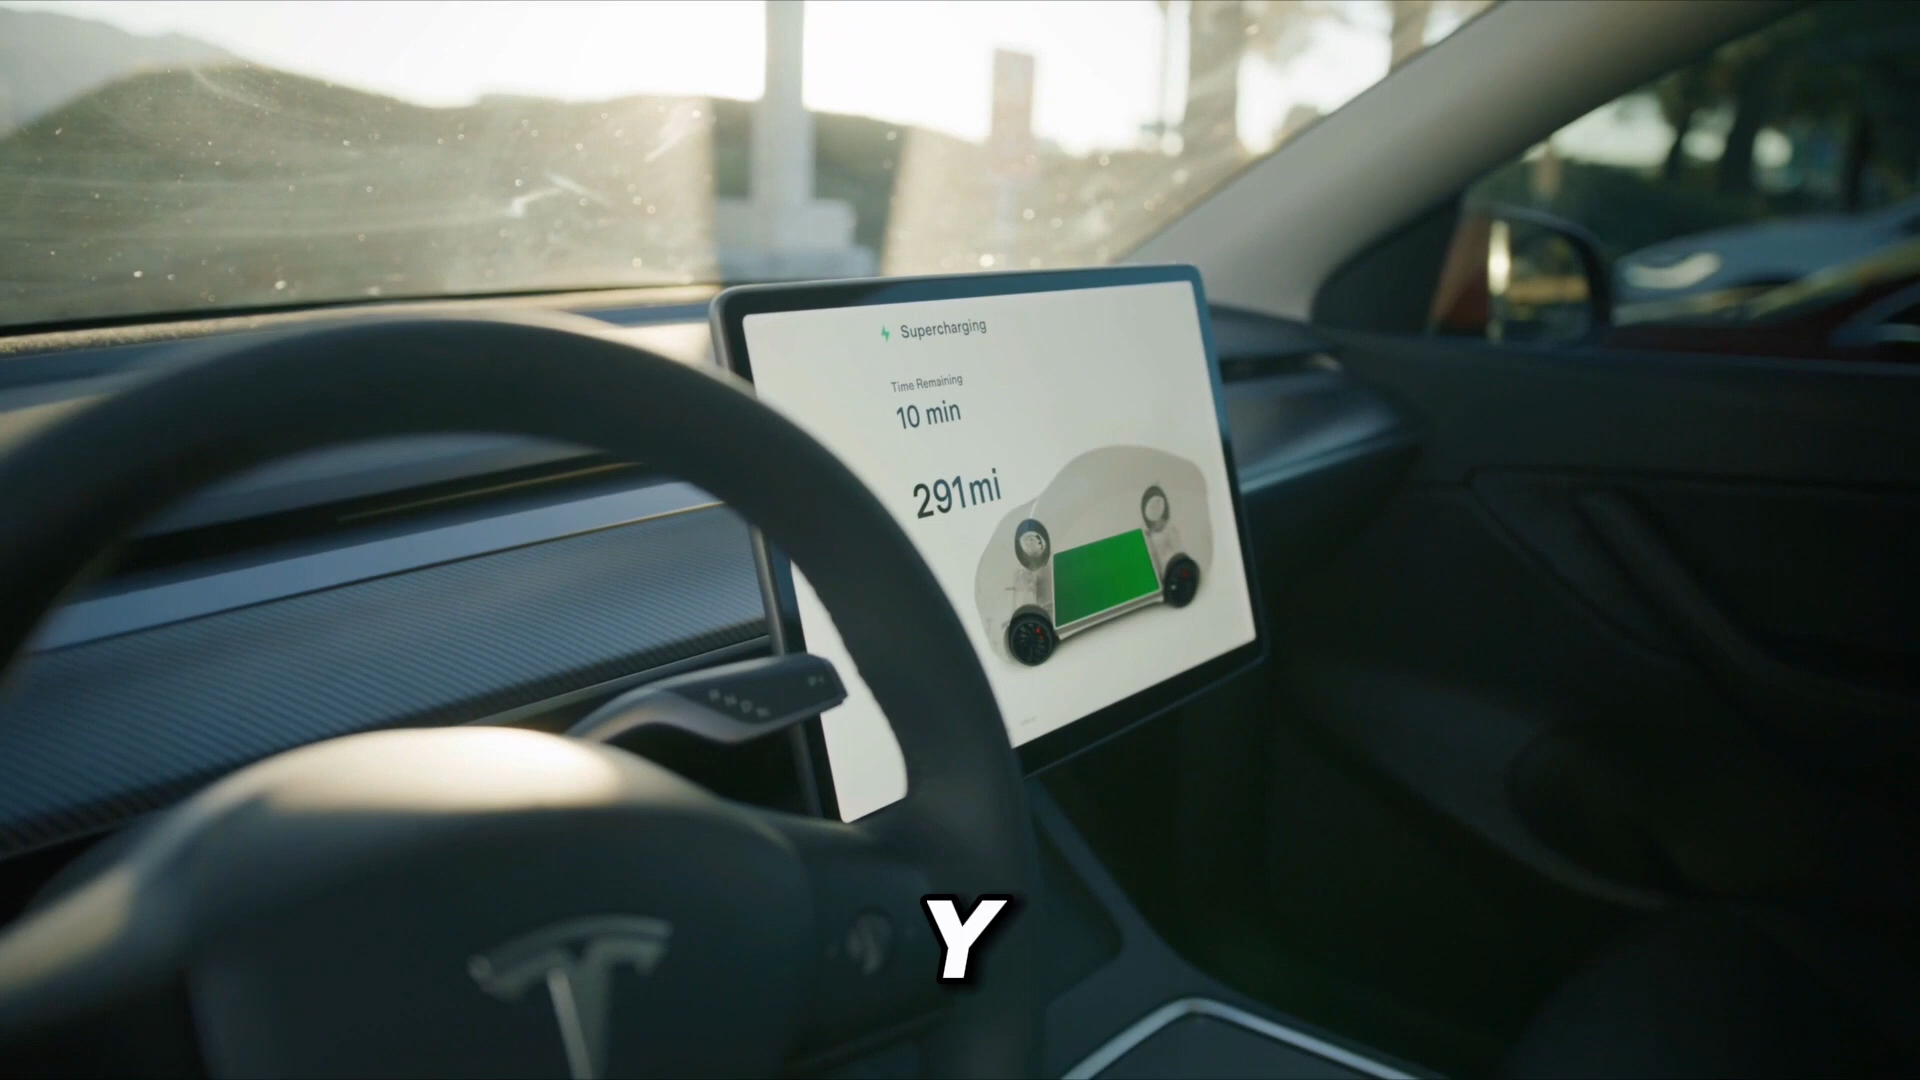 Supercharging
Time Remaining
10 min
291mi
Y